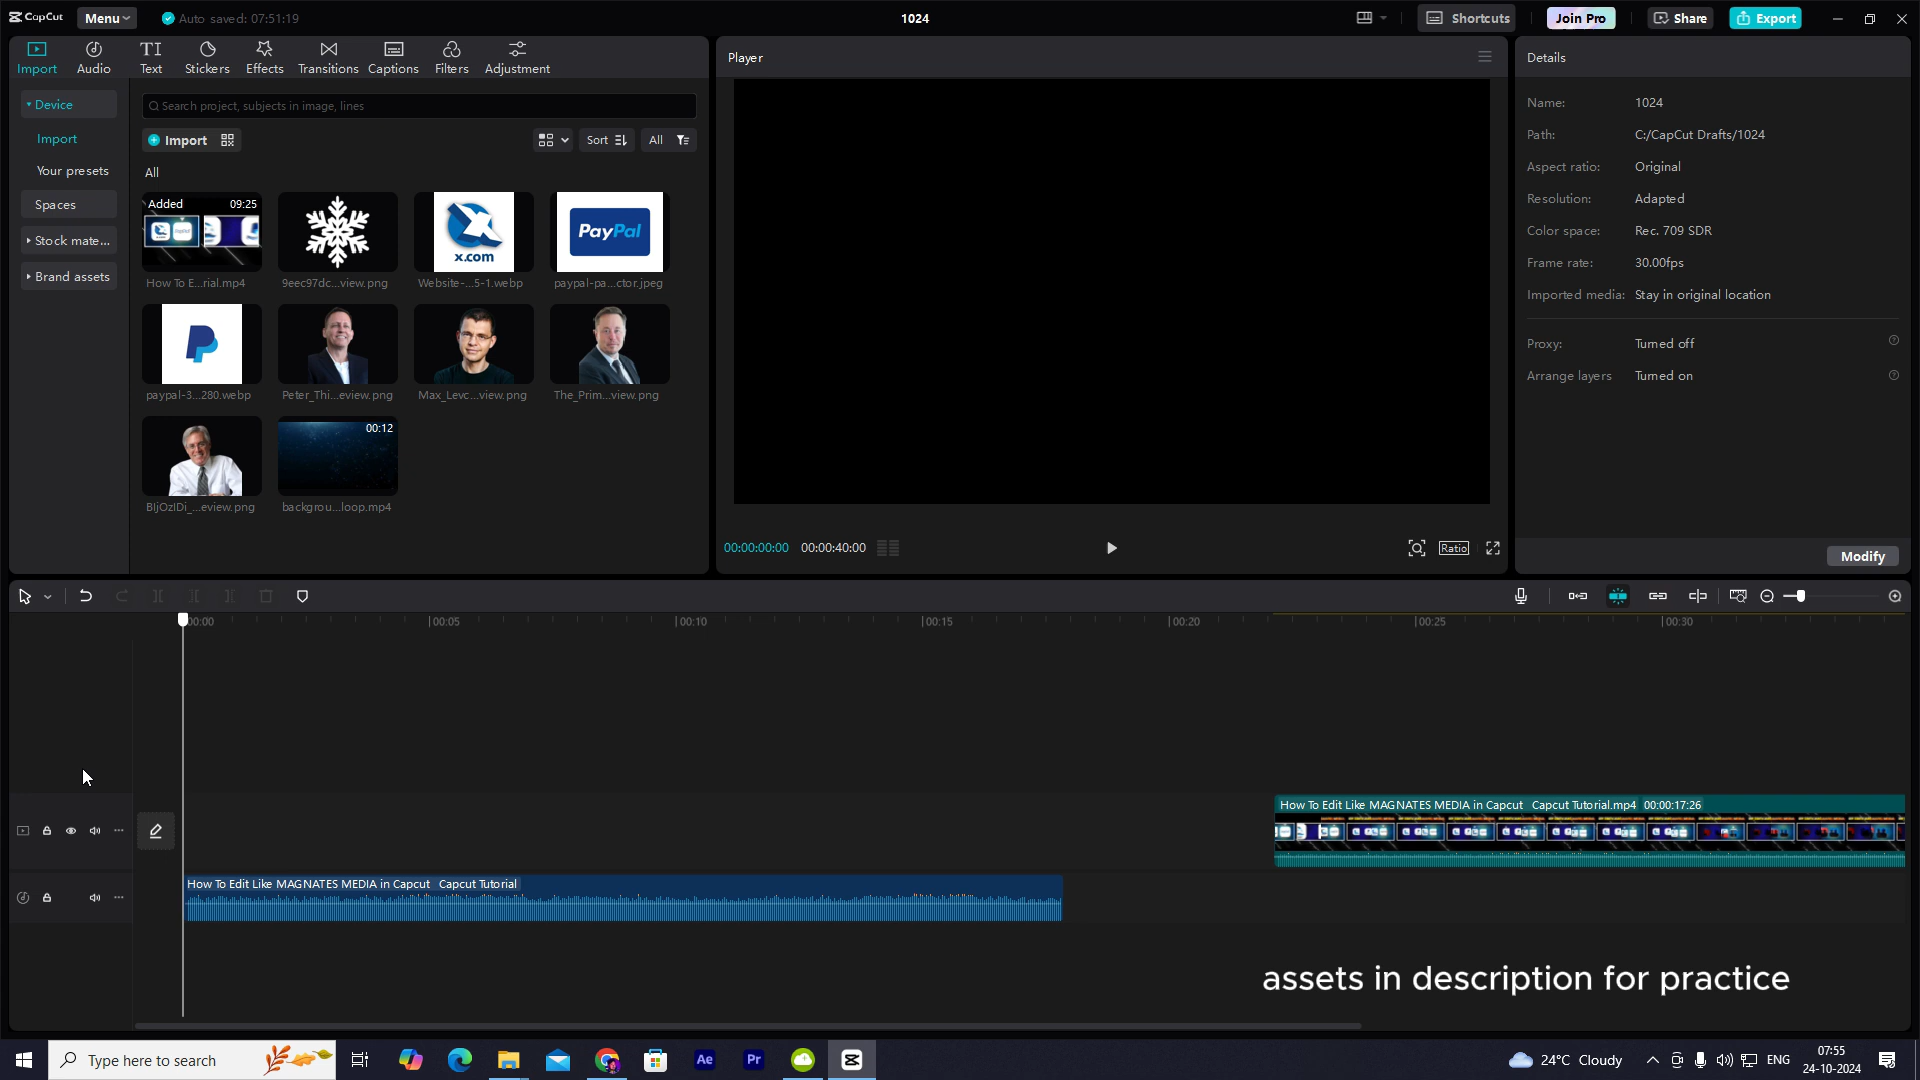 CapCut
Menu
Auto saved: 07:51:19
1024
Shortcuts
Join Pro
Share
Export
Import
Audio
TI
Text
Stickers
Effects
Transitions
Captions
Filters
Adjustment
Device
Import
Your presets
Spaces
Stock mate...
Brand assets
Search project, subjects in image, lines
Import
Sort
All
All
Added 09:25
How To E...rial.mp4
9eec97dc...view.png
x.com
Website-...5-1.webp
PayPal
paypal-pa...ctor.jpeg
paypal-3...280.webp
Peter_Thi...eview.png
Max_Levc...view.png
The_Prim...view.png
BIjOzIDi_...eview.png
00:12
backgrou...loop.mp4
Player
00:00:00:00 00:00:40:00
Ratio
Details
Name: 1024
Path: C:/CapCut Drafts/1024
Aspect ratio: Original
Resolution: Adapted
Color space: Rec. 709 SDR
Frame rate: 30.00fps
Imported media: Stay in original location
Proxy: Turned off
Arrange layers Turned on
Modify
00:00 00:05 00:10 00:15 00:20 00:25 00:30
How To Edit Like MAGNATES MEDIA in Capcut Capcut Tutorial.mp4 00:00:17:26
How To Edit Like MAGNATES MEDIA in Capcut Capcut Tutorial
assets in description for practice
Type here to search
Ae
Pr
24°C Cloudy
ENG
07:55
24-10-2024